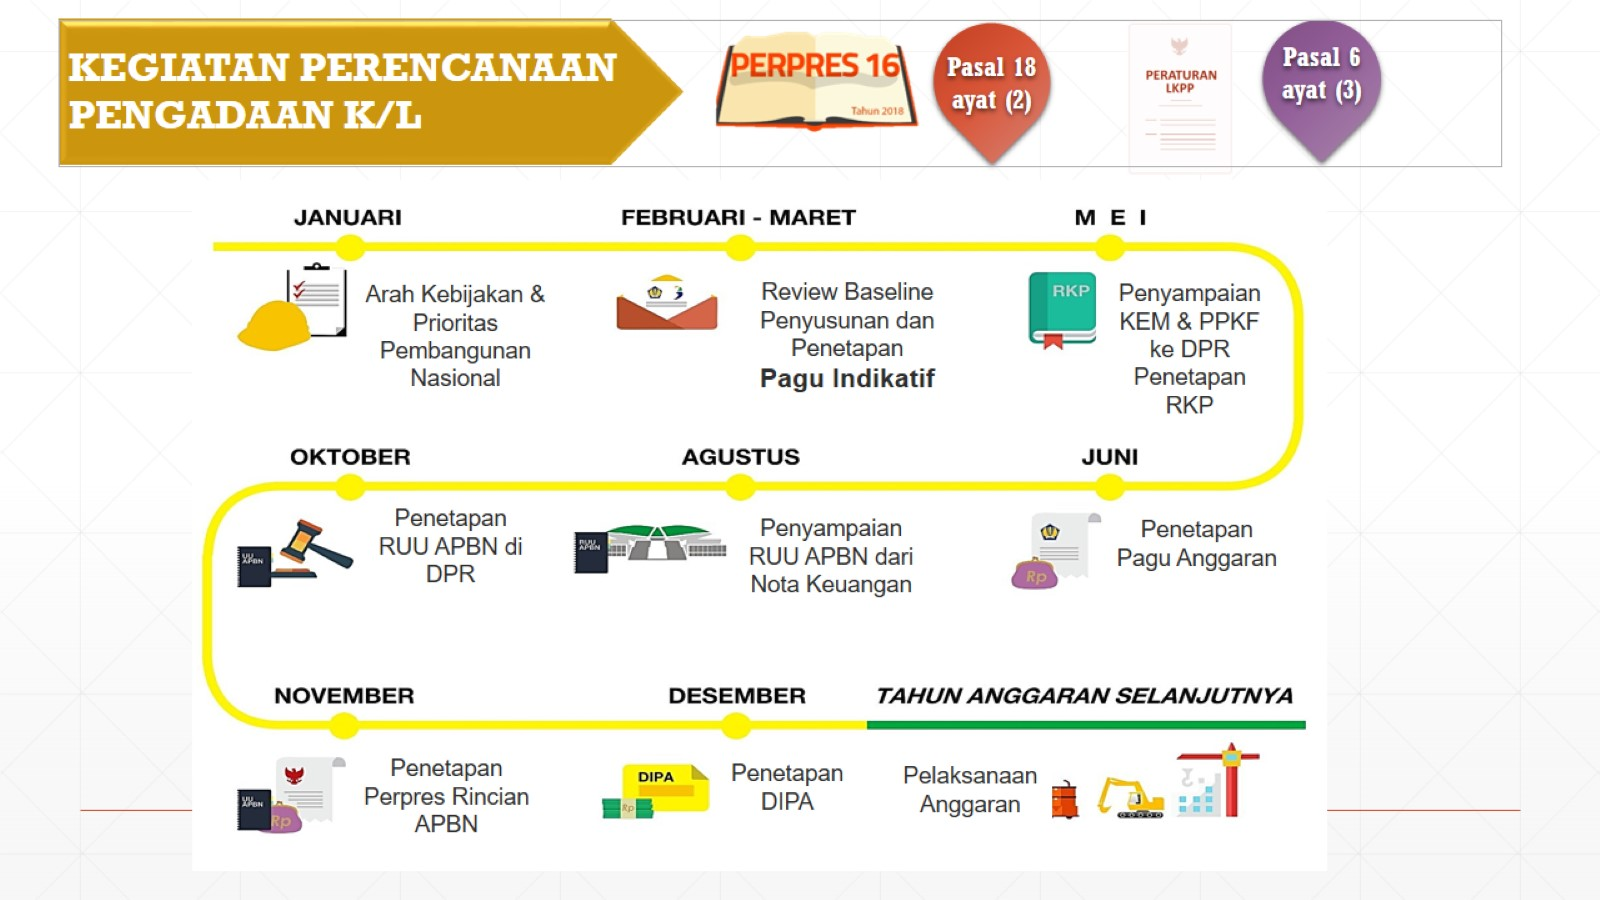 KEGIATAN PERENCANAAN
PENGADAAN K/L
PERPRES 16
Tahun 2018
Pasal 18
ayat (2)
PERATURAN
LKPP
Pasal 6
ayat (3)
JANUARI
Arah Kebijakan &
Prioritas
Pembangunan
Nasional
FEBRUARI - MARET
Review Baseline
Penyusunan dan
Penetapan
Pagu Indikatif
M E I
RKP
Penyampaian
KEM & PPKF
ke DPR
Penetapan
RKP
OKTOBER
UU
APBN
Penetapan
RUU APBN di
DPR
AGUSTUS
RUU
APBN
Penyampaian
RUU APBN dari
Nota Keuangan
JUNI
Rp
Penetapan
Pagu Anggaran
NOVEMBER
UU
APBN
Rp
Penetapan
Perpres Rincian
APBN
DESEMBER
DIPA
Rp
Penetapan
DIPA
TAHUN ANGGARAN SELANJUTNYA
Pelaksanaan
Anggaran